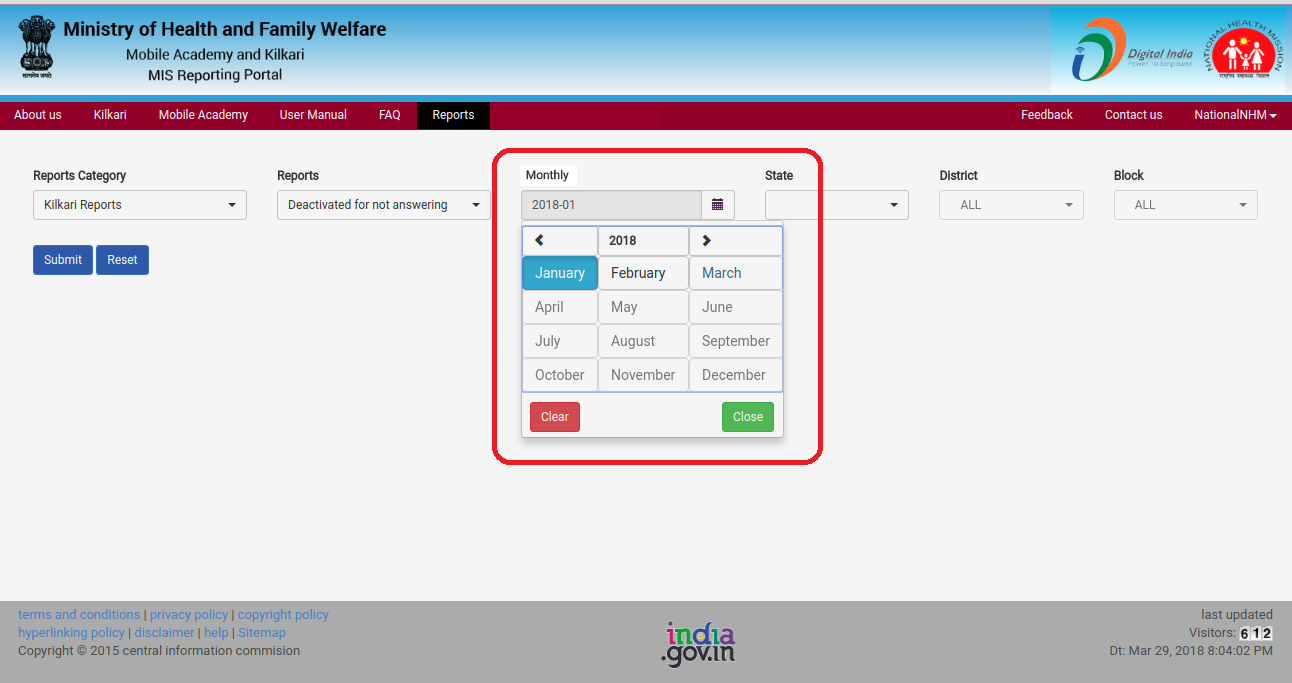 Ministry of Health and Family Welfare
Mobile Academy and Kilkari
MIS Reporting Portal
सत्यमेव जयते
Digital India
Power To Empower
NATIONAL HEALTH MISSION
राष्ट्रीय स्वास्थ्य मिशन
About us Kilkari Mobile Academy User Manual FAQ Reports Feedback Contact us NationalNHM
Reports Category Reports Monthly State District Block
Kilkari Reports Deactivated for not answering 2018-01 ALL ALL
2018
Submit Reset
January February March
April May June
July August September
October November December
Clear Close
terms and conditions | privacy policy | copyright policy
hyperlinking policy | disclaimer | help | Sitemap
Copyright © 2015 central information commision
india
.gov.in
last updated
Visitors: 612
Dt: Mar 29, 2018 8:04:02 PM